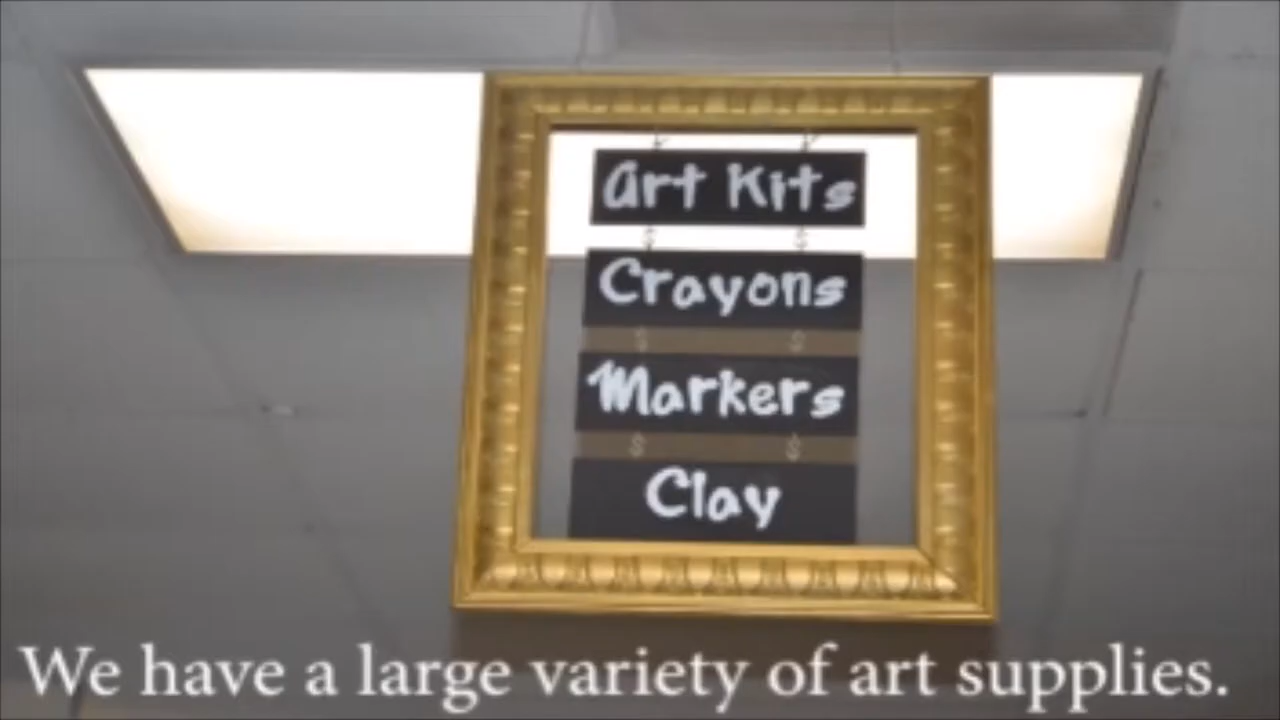 Art Kits
Crayons
Markers
Clay
We have a large variety of art supplies.